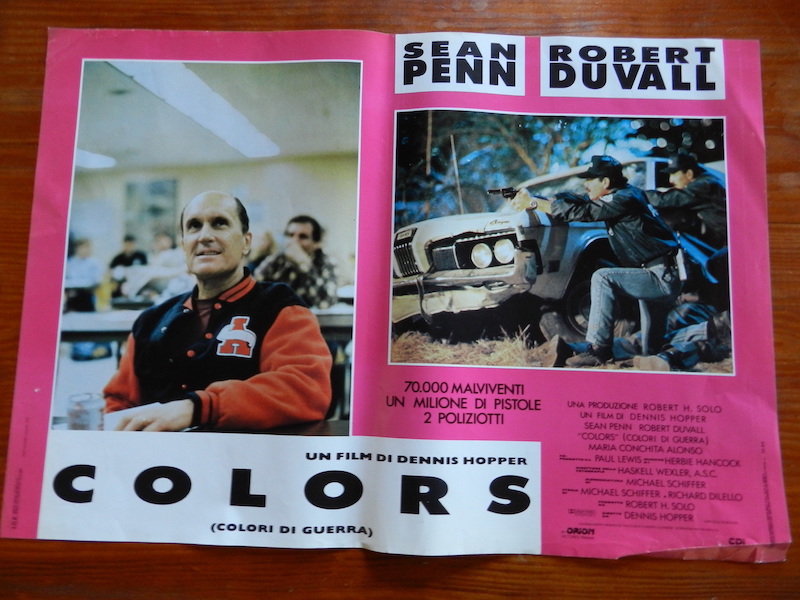 SEAN
PENN
ROBERT
DUVALL
A
70.000 MALVIVENTI
UN MILIONE DI PISTOLE
2 POLIZIOTTI
UN FILM DI DENNIS HOPPER
COLORS
(COLORI DI GUERRA)
UNA PRODUZIONE ROBERT H. SOLO
UN FILM DI DENNIS HOPPER
SEAN PENN ROBERT DUVALL
"COLORS" (COLORI DI GUERRA)
MARIA CONCHITA ALONSO
PAUL LEWIS HERBIE HANCOCK
HASKELL WEXLER, A.S.C.
MICHAEL SCHIFFER
MICHAEL SCHIFFER E RICHARD DILELLO
ROBERT H. SOLO
DENNIS HOPPER
ORION
CDI